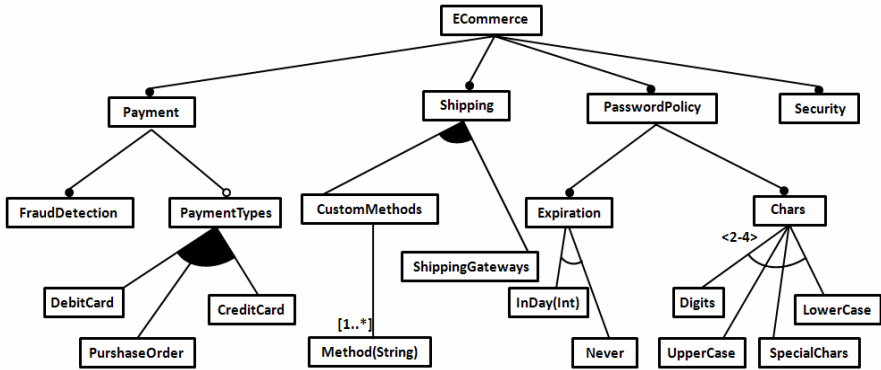 ECommerce
Payment
Shipping
PasswordPolicy
Security
FraudDetection
PaymentTypes
CustomMethods
Expiration
Chars
<2-4>
ShippingGateways
DebitCard
CreditCard
InDay(Int)
Digits
LowerCase
[1..*]
PurshaseOrder
Method(String)
Never
UpperCase
SpecialChars